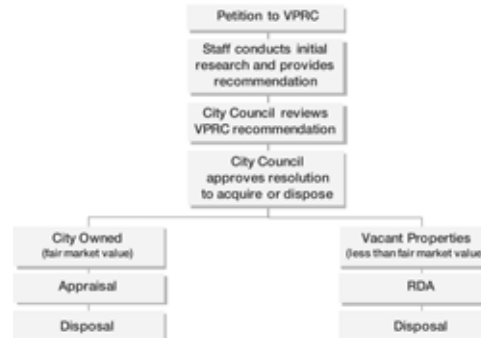 Petition to VPRC
Staff conducts initial
research and provides
recommendation
City Council reviews
VPRC recommendation
City Council
approves resolution
to acquire or dispose
City Owned
(fair market value)
Appraisal
Disposal
Vacant Properties
(less than fair market value
RDA
Disposal